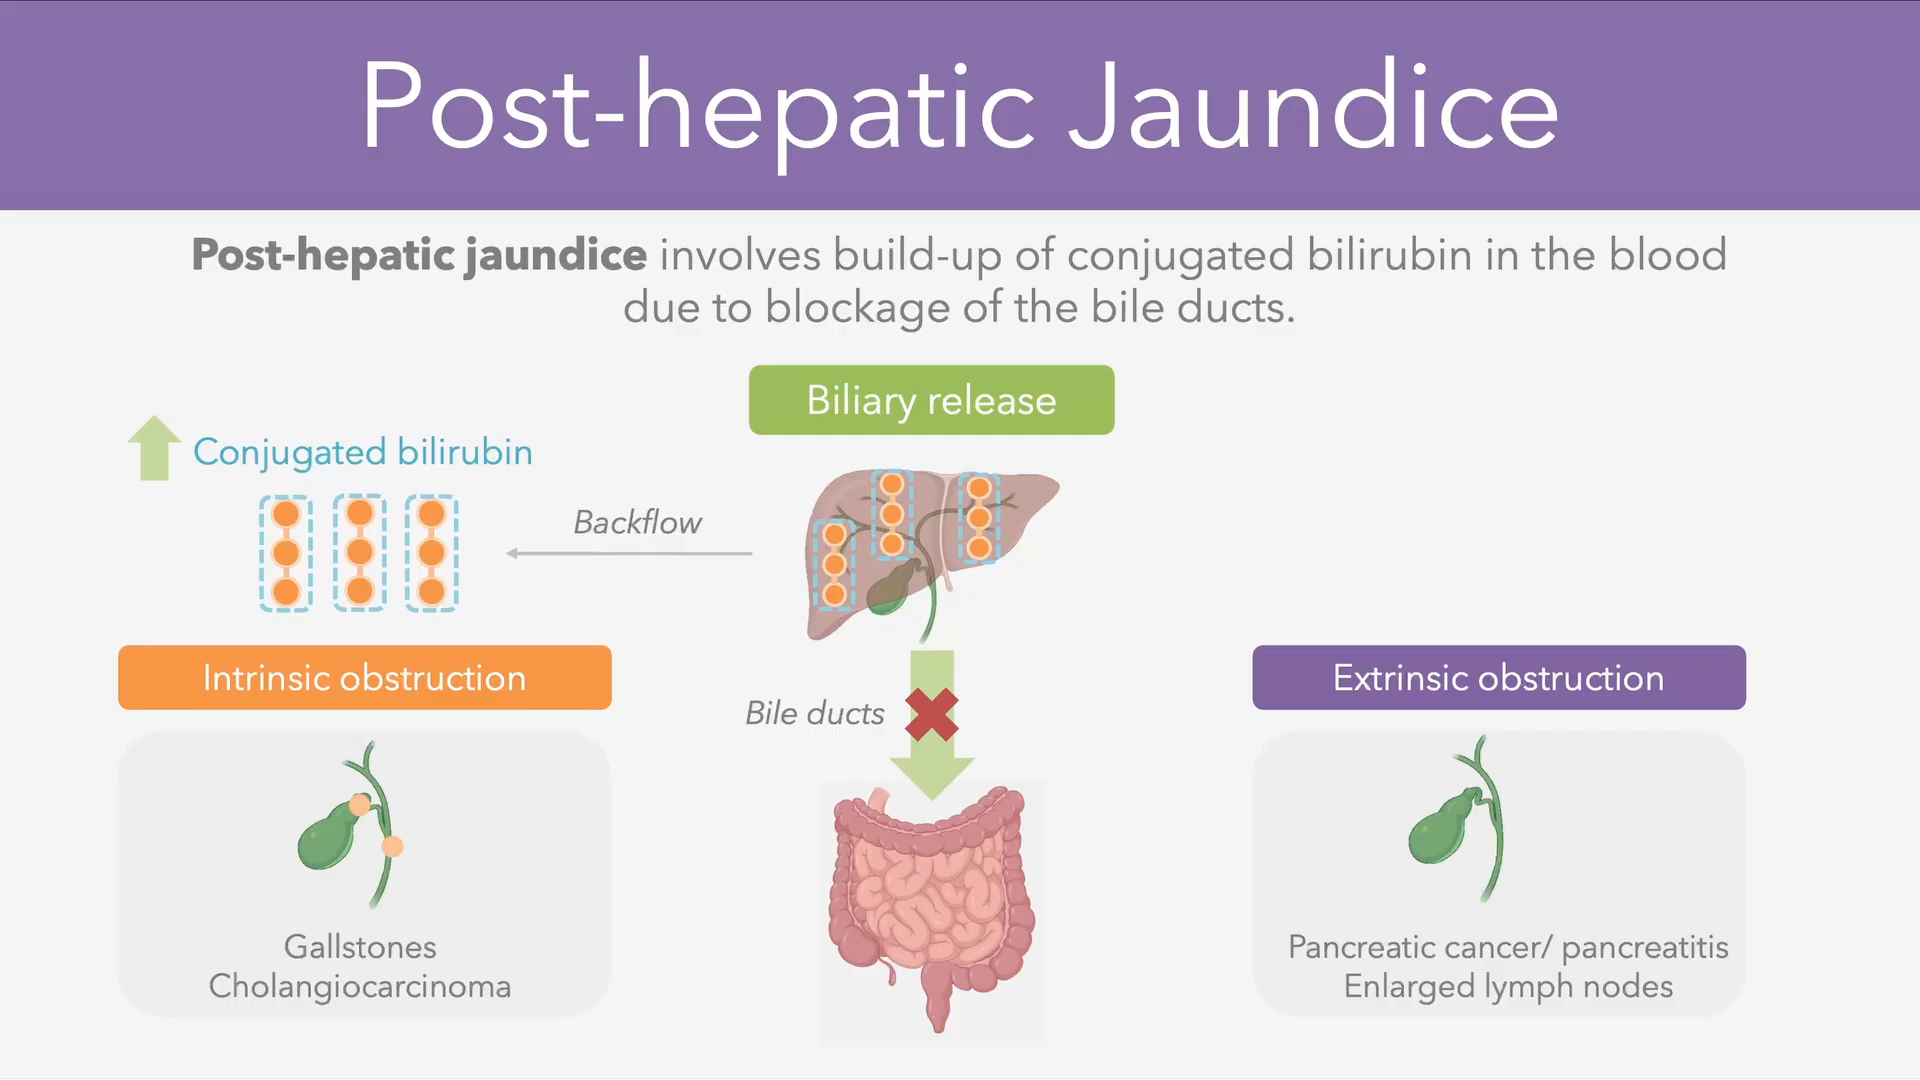 Post-hepatic Jaundice
Post-hepatic jaundice involves build-up of conjugated bilirubin in the blood
due to blockage of the bile ducts.
Biliary release
Conjugated bilirubin
Backflow
Intrinsic obstruction
Bile ducts
Extrinsic obstruction
Gallstones
Cholangiocarcinoma
Pancreatic cancer/ pancreatitis
Enlarged lymph nodes